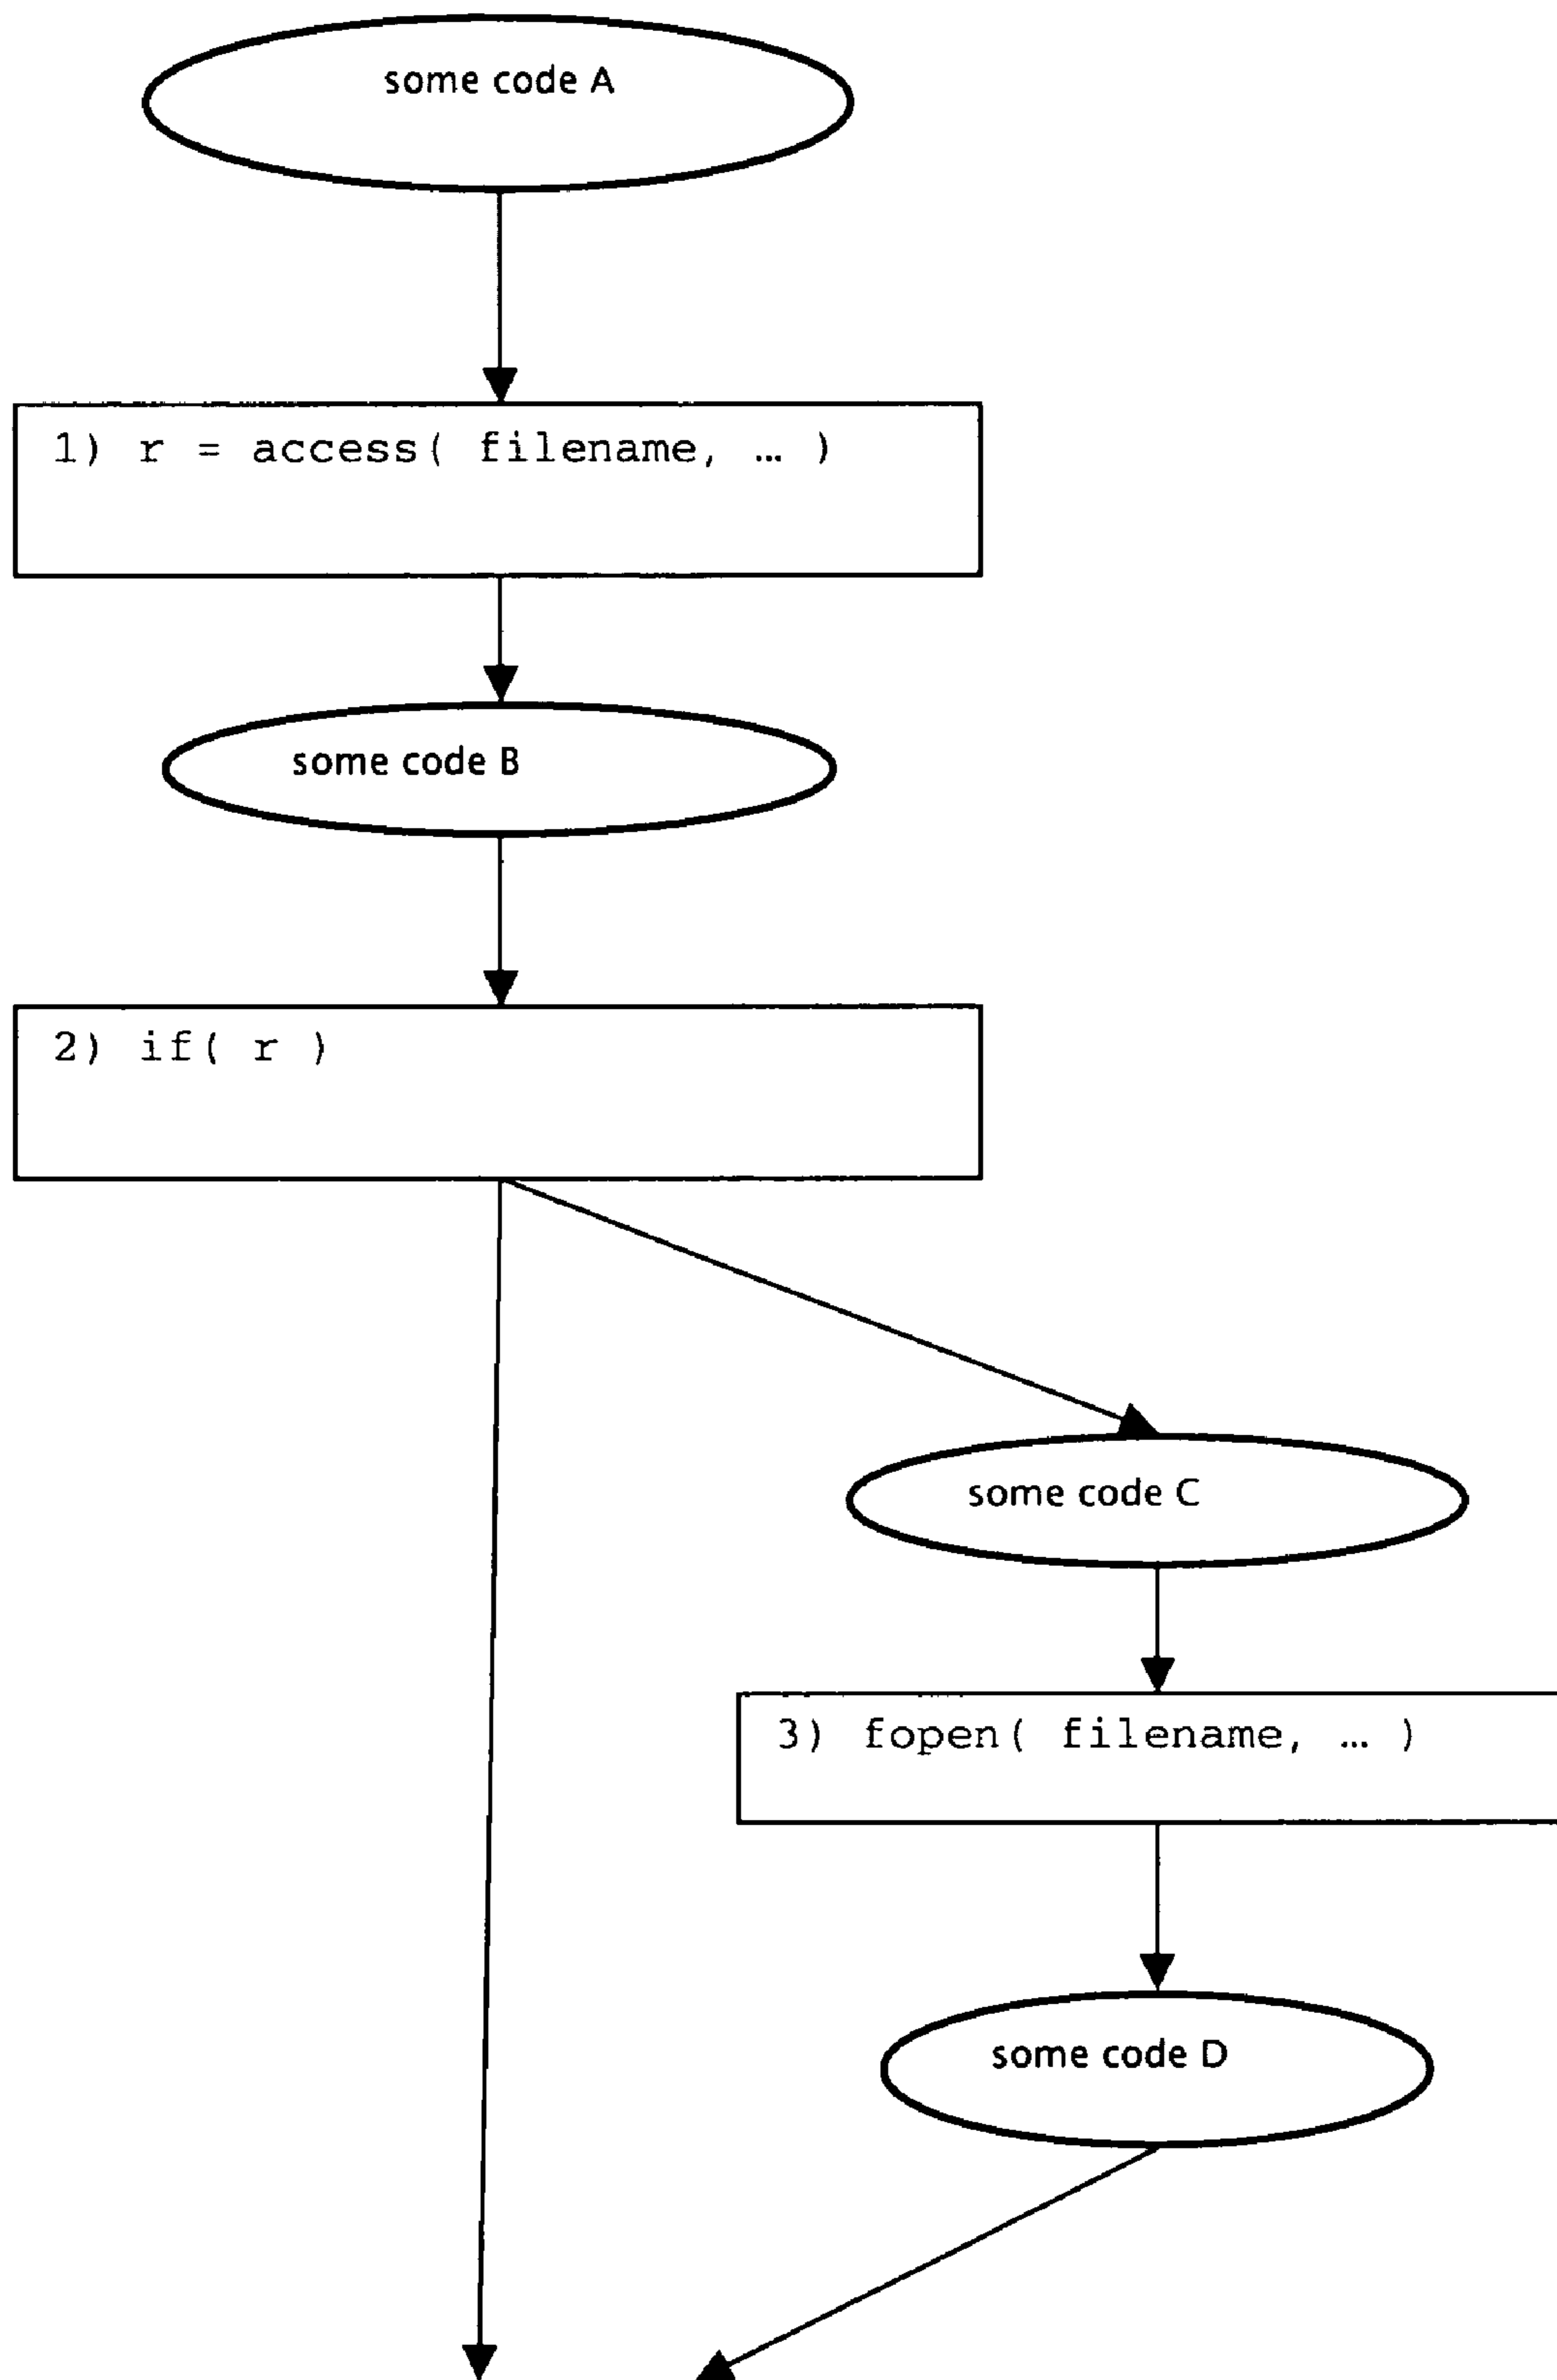 some code A
1) r = access( filename, … )
some code B
2) if( r )
some code C
3) fopen( filename, … )
some code D